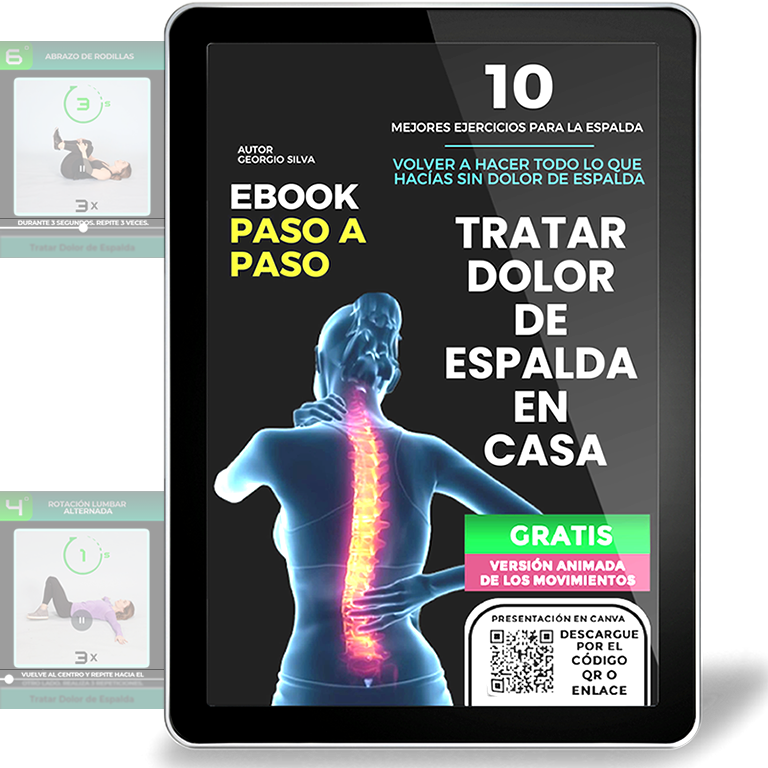 6
ABRAZO DE RODILLAS
3 s
3 x
DURANTE 3 SEGUNDOS. REPITE 3 VECES.
Tratar Dolor de Espalda
4
ROTACIÓN LUMBAR
ALTERNADA
1 s
3 x
VUELVE AL CENTRO Y REPITE HACIA EL
Tratar Dolor de Espalda
10
MEJORES EJERCICIOS PARA LA ESPALDA
VOLVER A HACER TODO LO QUE
HACÍAS SIN DOLOR DE ESPALDA
AUTOR
GEORGIO SILVA
EBOOK
PASO A
PASO
TRATAR
DOLOR
DE
ESPALDA
EN
CASA
GRATIS
VERSIÓN ANIMADA
DE LOS MOVIMIENTOS
PRESENTACIÓN EN CANVA
DESCARGUE
POR EL
CÓDIGO
QR O
ENLACE